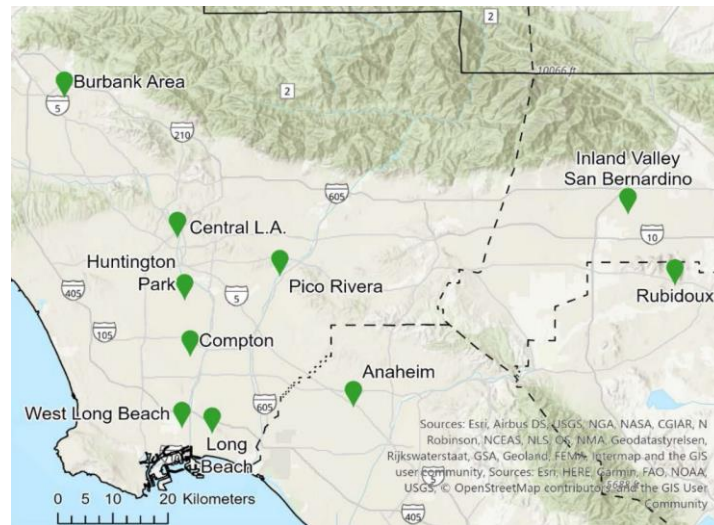 2
10066 ft
Burbank Area
5
2
210
605
Inland Valley
San Bernardino
Central L.A.
10
Huntington
Park
Pico Rivera
405
5
Rubidoux
105
Compton
Anaheim
West Long Beach
605
Long
Beach
Sources: Esri, Airbus DS, USGS, NGA, NASA, CGIAR, N
Robinson, NCEAS, NLS, OS, NMA, Geodatastyrelsen,
Rijkswaterstaat, GSA, Geoland, FEMA, Intermap and the GIS
user community, Sources: Esri, HERE, Garmin, FAO, NOAA,
USGS, © OpenStreetMap contributors, and the GIS User
Community
5
405
0 5 10 20 Kilometers